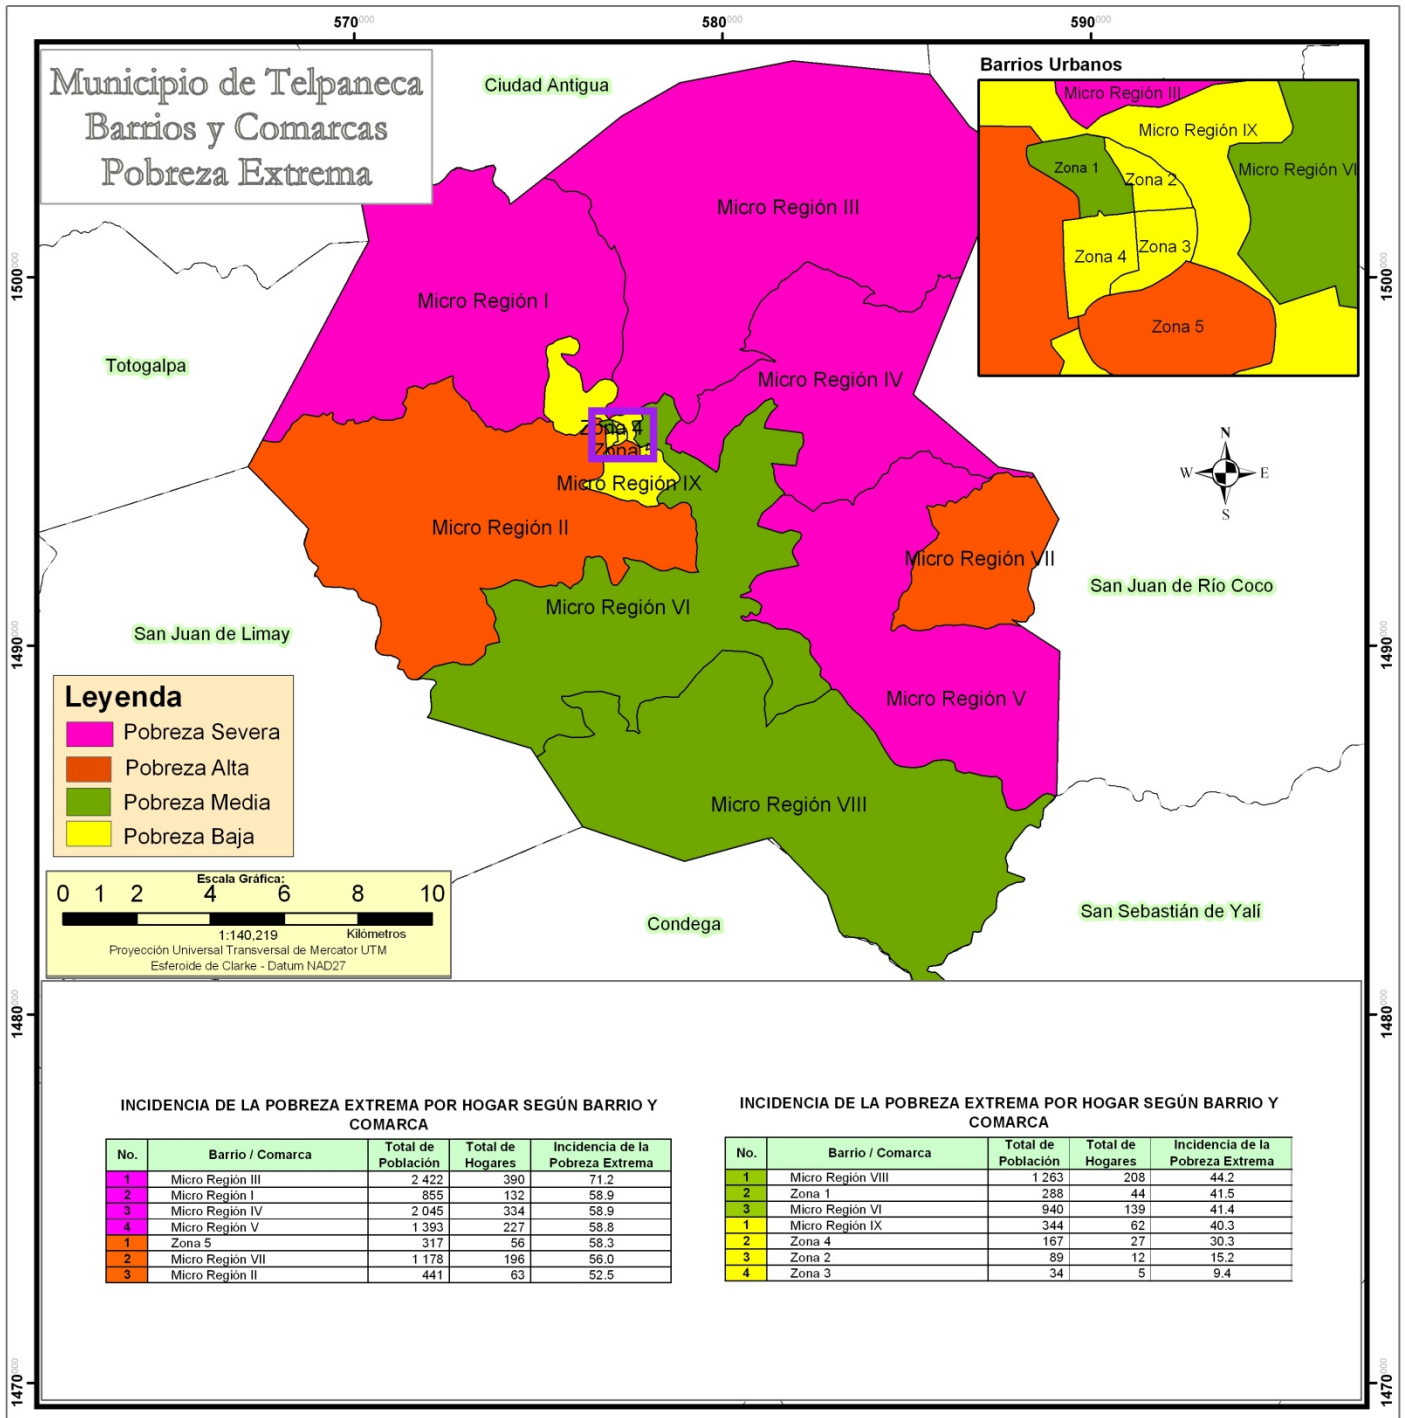 570000
580000
590000
Municipio de Telpaneca
Barrios y Comarcas
Pobreza Extrema
Ciudad Antigua
Barrios Urbanos
Micro Región III
Micro Región IX
Zona 1
Micro Región VI
Zona 2
Zona 3
Zona 4
Zona 5
Micro Región III
1500000
1500000
Micro Región I
Totogalpa
Micro Región IV
Zona 4
Zona 5
N
W E
S
Micro Región IX
Micro Región II
Micro Región VII
San Juan de Río Coco
Micro Región VI
San Juan de Limay
1490000
1490000
Micro Región V
Leyenda
Pobreza Severa
Pobreza Alta
Pobreza Media
Pobreza Baja
Micro Región VIII
Escala Gráfica:
0 1 2 4 6 8 10
1:140,219 Kilómetros
Proyección Universal Transversal de Mercator UTM
Esferoide de Clarke - Datum NAD27
Condega
San Sebastián de Yalí
1480000
1480000
INCIDENCIA DE LA POBREZA EXTREMA POR HOGAR SEGÚN BARRIO Y
COMARCA
No. Barrio / Comarca Total de Población Total de Hogares Incidencia de la Pobreza Extrema
1 Micro Región III 2 422 390 71.2
2 Micro Región I 855 132 58.9
3 Micro Región IV 2 045 334 58.9
4 Micro Región V 1 393 227 58.8
1 Zona 5 317 56 58.3
2 Micro Región VII 1 178 196 56.0
3 Micro Región II 441 63 52.5
INCIDENCIA DE LA POBREZA EXTREMA POR HOGAR SEGÚN BARRIO Y
COMARCA
No. Barrio / Comarca Total de Población Total de Hogares Incidencia de la Pobreza Extrema
1 Micro Región VIII 1 263 208 44.2
2 Zona 1 288 44 41.5
3 Micro Región VI 940 139 41.4
1 Micro Región IX 344 62 40.3
2 Zona 4 167 27 30.3
3 Zona 2 89 12 15.2
4 Zona 3 34 5 9.4
1470000
1470000